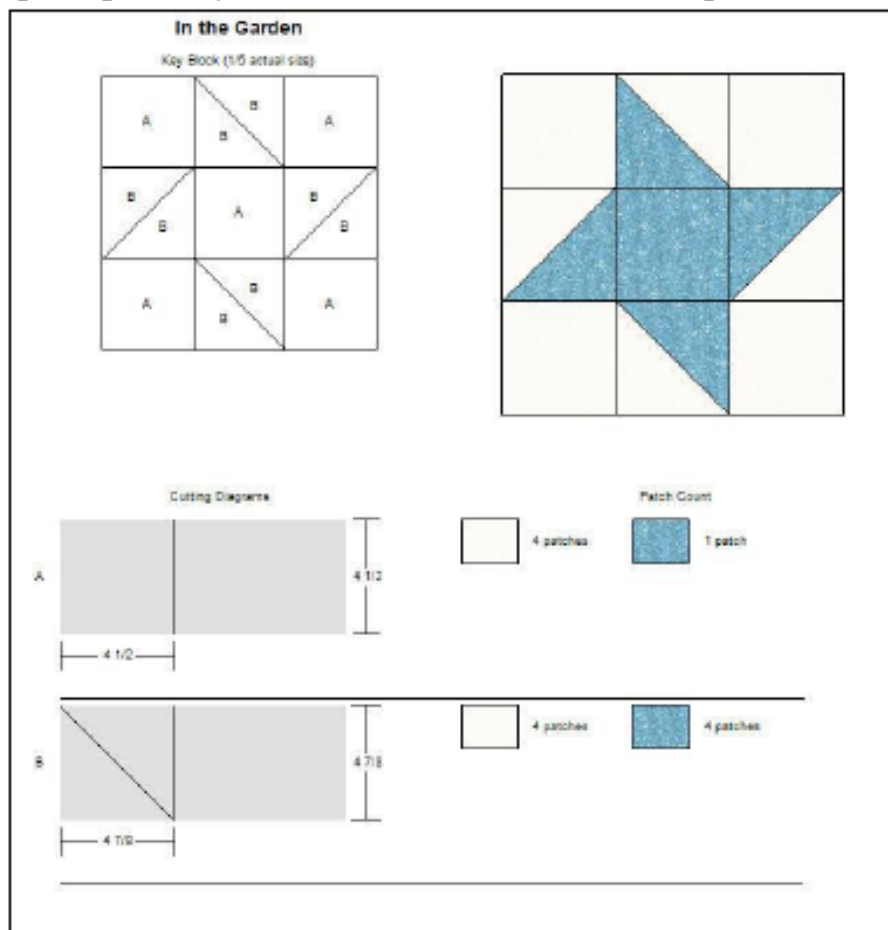 In the Garden
Key Block (1/5 actual size)
A
B
B
A
B
B
A
B
B
A
B
B
A
Cutting Diagrams
Patch Count
A
4 1/2
4 1/2
4 patches
1 patch
B
4 7/8
4 7/8
4 patches
4 patches